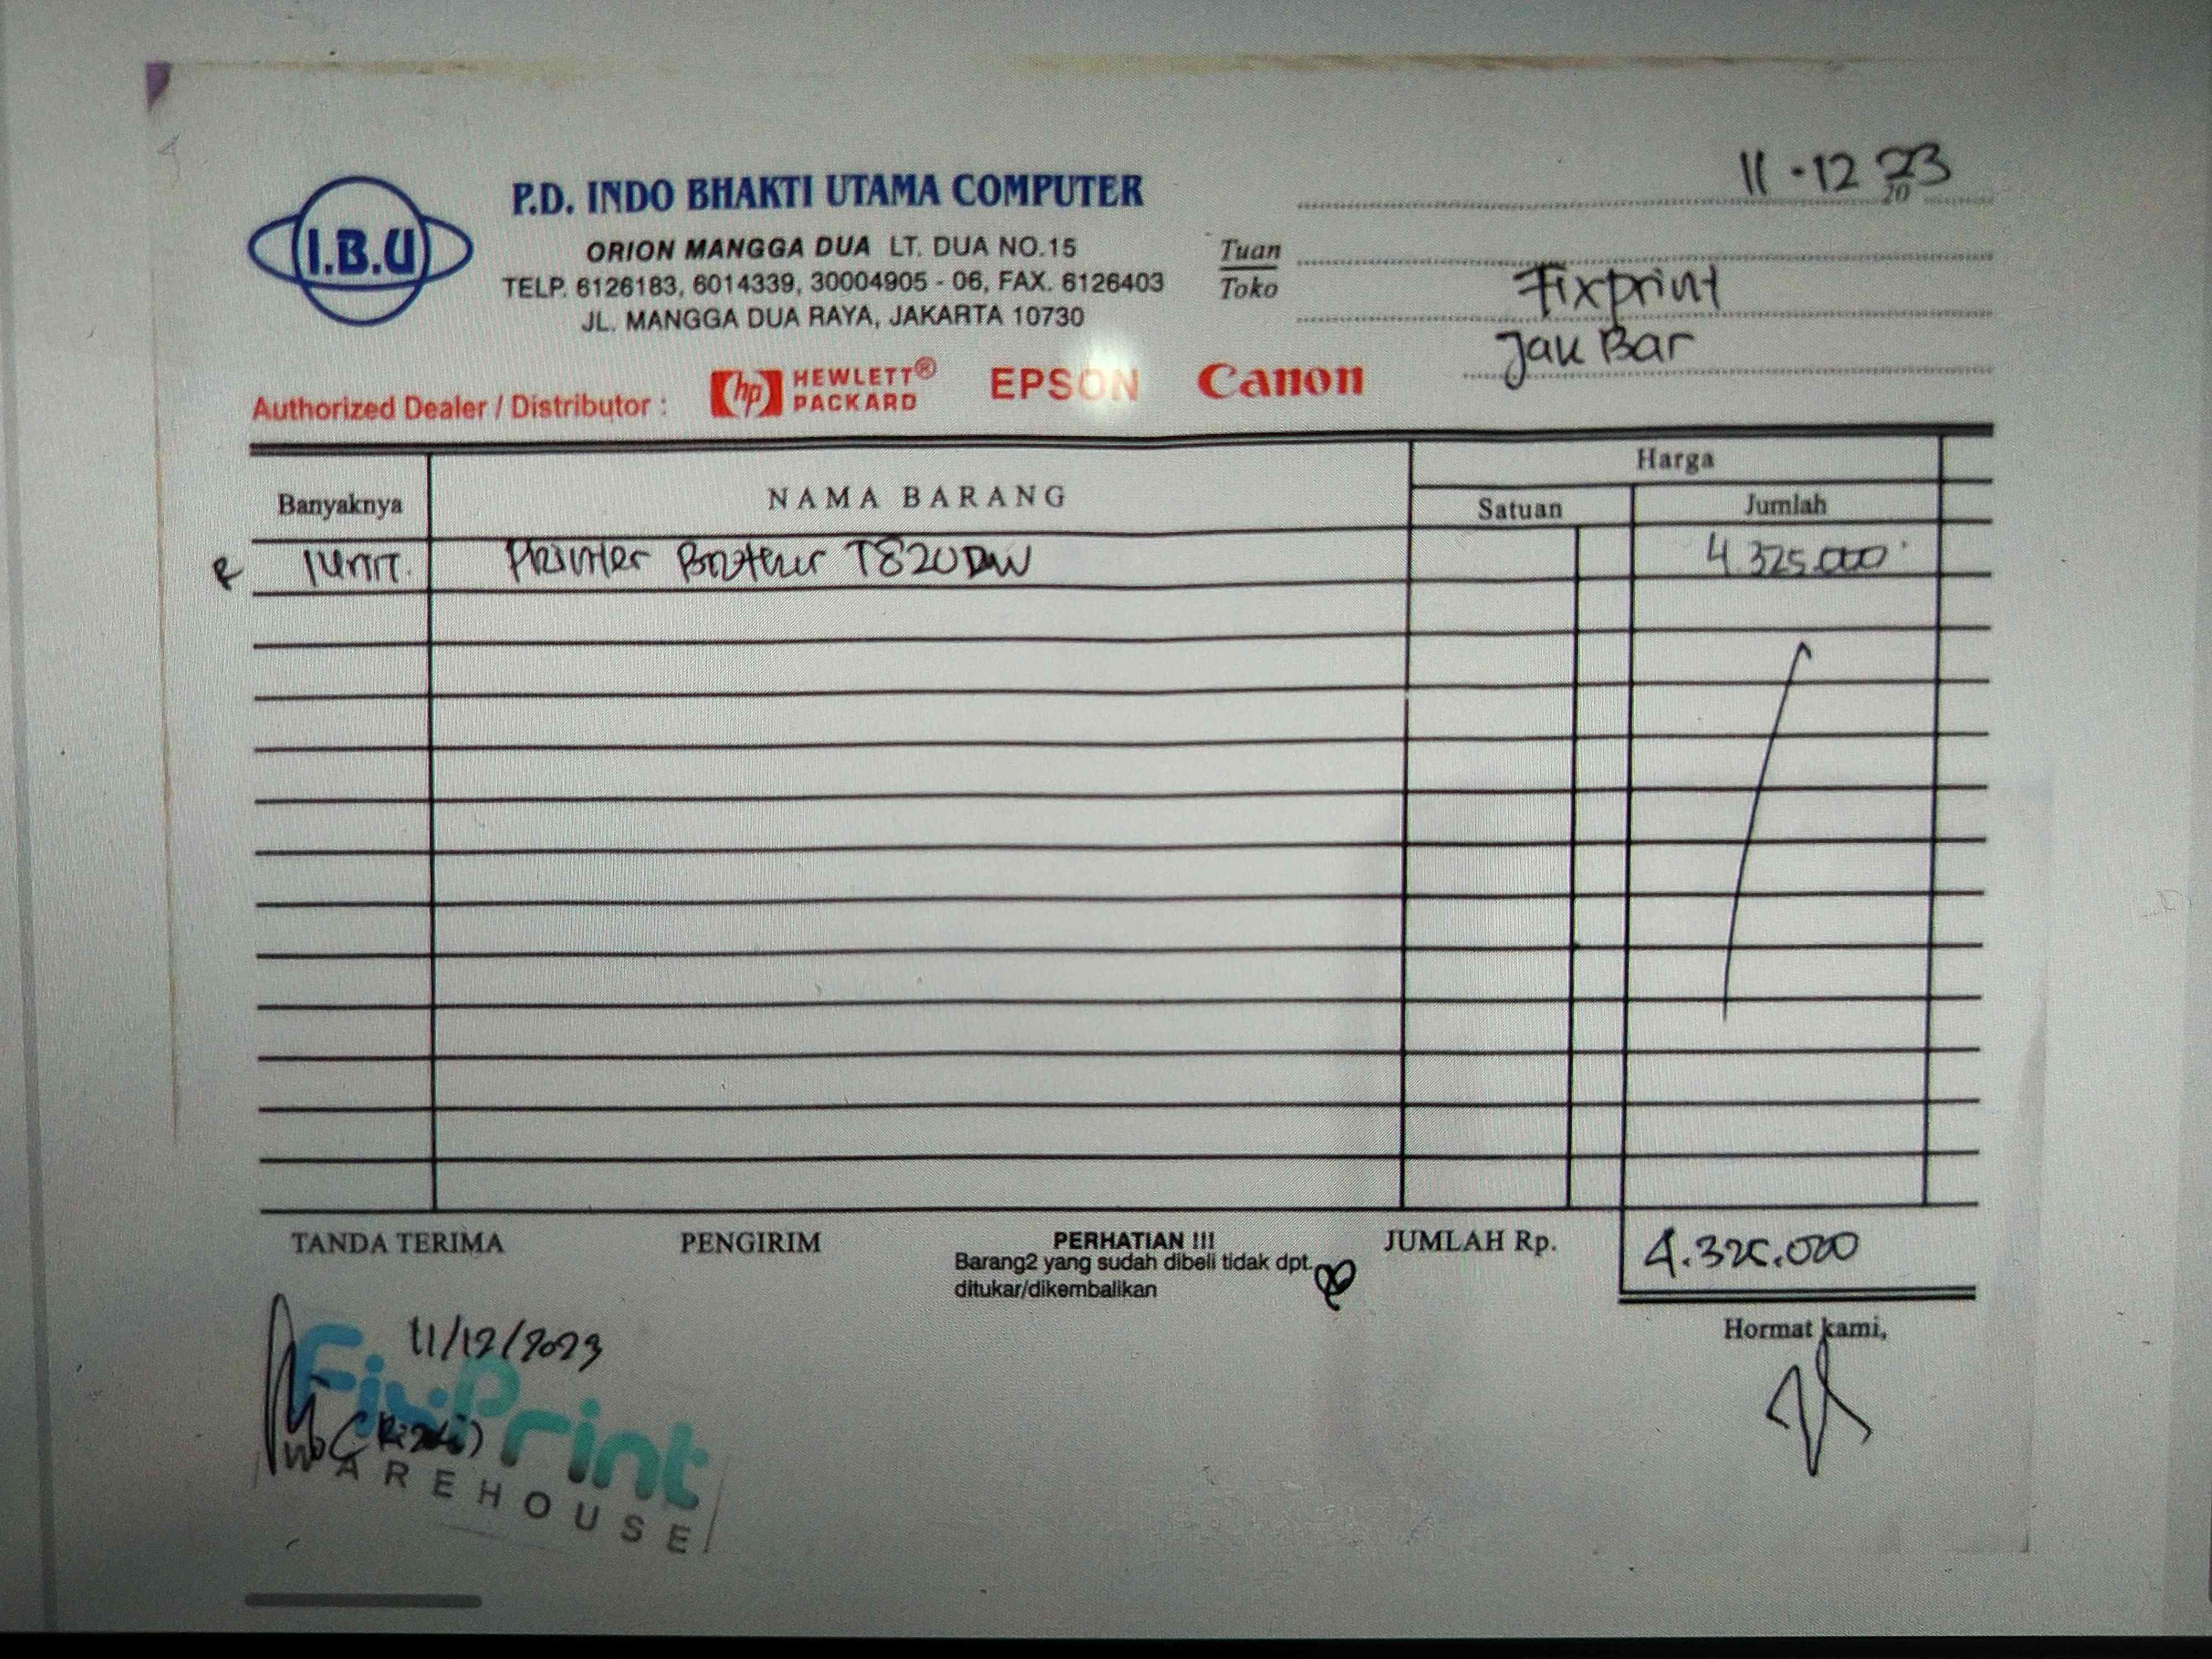 11-12 2023
I.B.U
P.D. INDO BHAKTI UTAMA COMPUTER
ORION MANGGA DUA LT. DUA NO.15
TELP. 6126183, 6014339, 30004905 - 06, FAX. 6126403
JL. MANGGA DUA RAYA, JAKARTA 10730
Tuan
Toko
Fixprint
Jak Bar
Authorized Dealer / Distributor : hp HEWLETT® PACKARD EPSON Canon
Banyaknya NAMA BARANG Harga
Satuan Jumlah
1 Unit. Printer Brother T820DW 4.325.000
TANDA TERIMA PENGIRIM PERHATIAN !!! JUMLAH Rp. 4.325.000
Barang2 yang sudah dibeli tidak dpt.
ditukar/dikembalikan
Hormat kami,
11/12/2023
FixPrint
(Rizki)
WAREHOUSE